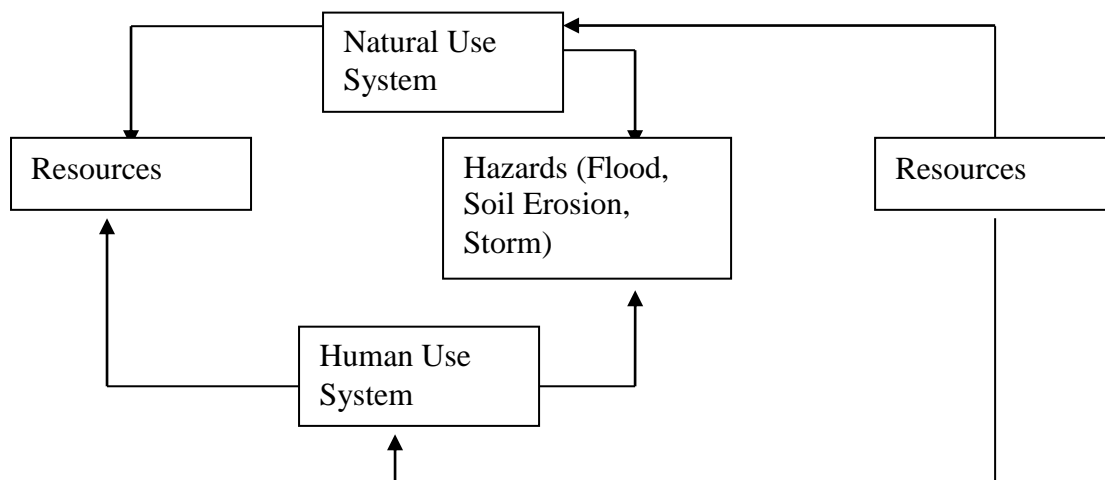 Natural Use
System
Resources
Hazards (Flood,
Soil Erosion,
Storm)
Resources
Human Use
System